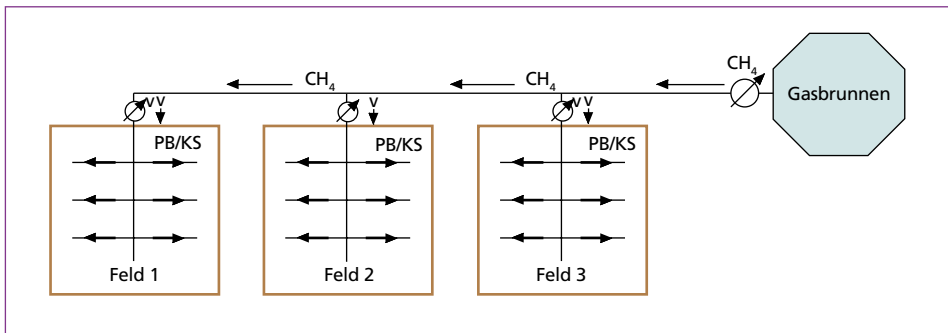 CH₄
CH₄
CH₄
Gasbrunnen
vv
v
vv
PB/KS
PB/KS
PB/KS
Feld 1
Feld 2
Feld 3